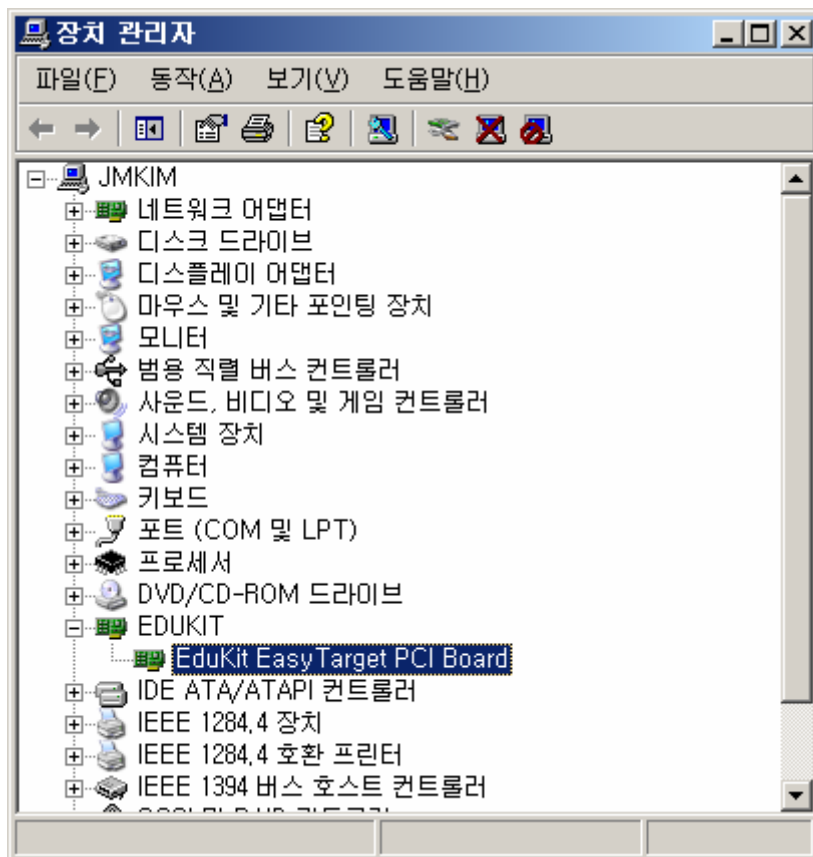 장치 관리자
파일(F) 동작(A) 보기(V) 도움말(H)
JMKIM
네트워크 어댑터
디스크 드라이브
디스플레이 어댑터
마우스 및 기타 포인팅 장치
모니터
범용 직렬 버스 컨트롤러
사운드, 비디오 및 게임 컨트롤러
시스템 장치
컴퓨터
키보드
포트 (COM 및 LPT)
프로세서
DVD/CD-ROM 드라이브
EDUKIT
EduKit EasyTarget PCI Board
IDE ATA/ATAPI 컨트롤러
IEEE 1284.4 장치
IEEE 1284.4 호환 프린터
IEEE 1394 버스 호스트 컨트롤러